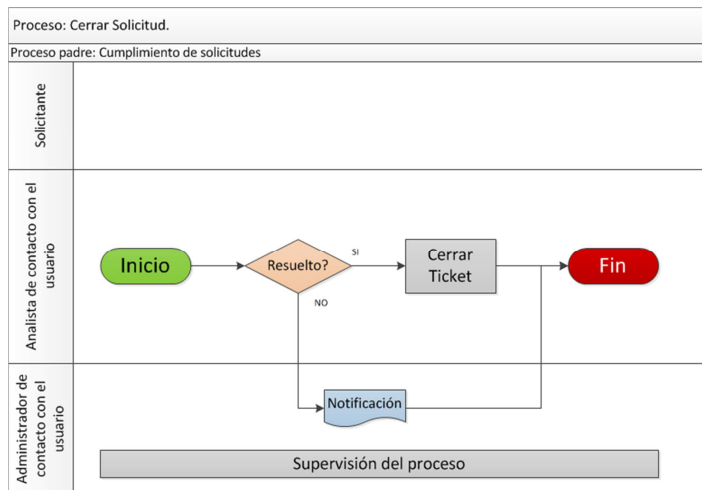 Proceso: Cerrar Solicitud.
Proceso padre: Cumplimiento de solicitudes
Solicitante
Analista de contacto con el
usuario
Inicio
Resuelto?
SI
NO
Cerrar
Ticket
Fin
Administrador de
contacto con el
usuario
Notificación
Supervisión del proceso